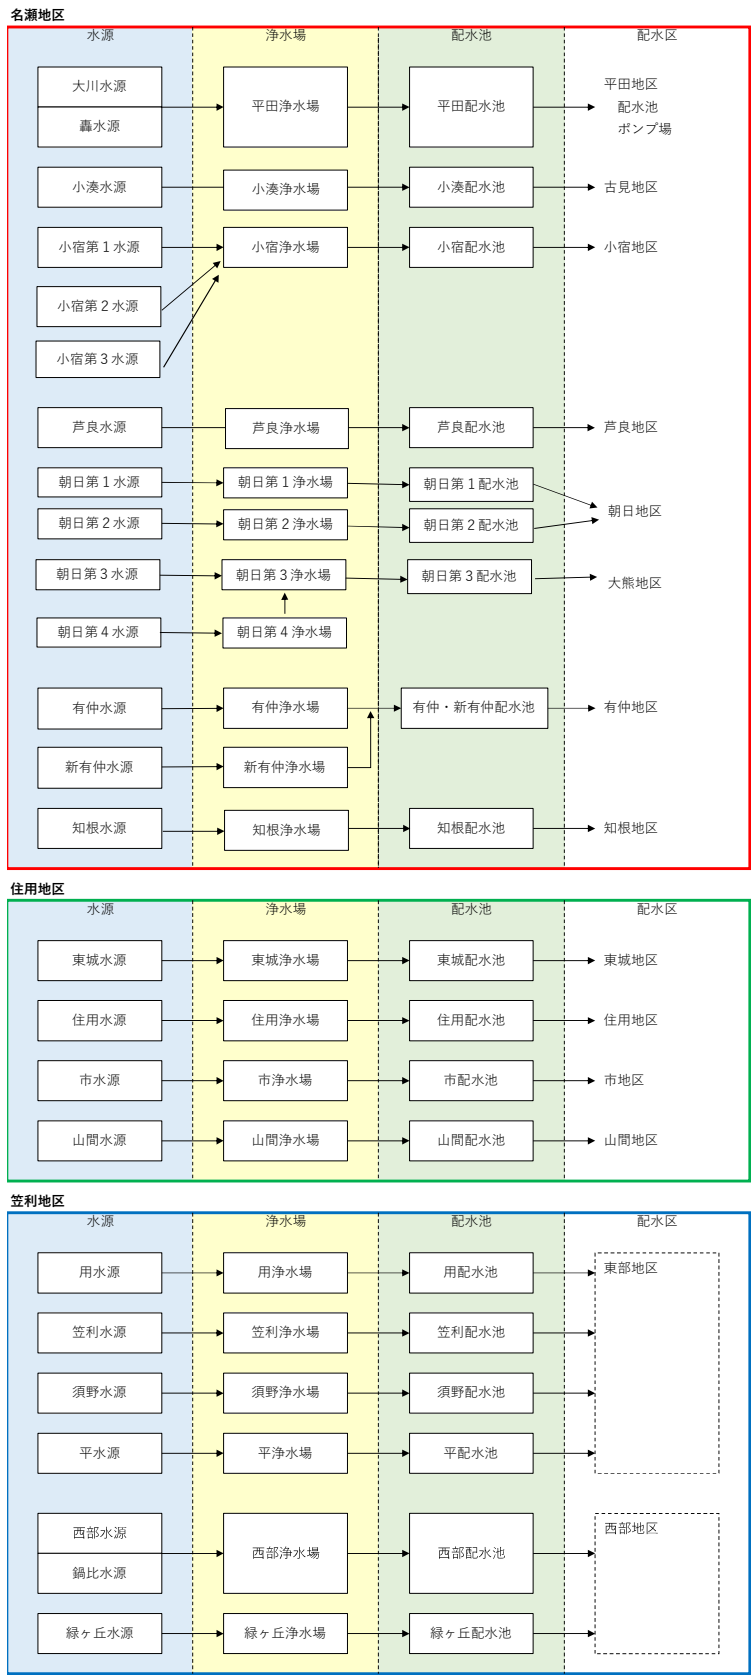 名瀬地区
水源 浄水場 配水池 配水区
大川水源
轟水源
平田浄水場 平田配水池
平田地区
配水池
ポンプ場
小湊水源 小湊浄水場 小湊配水池 古見地区
小宿第1水源 小宿浄水場 小宿配水池 小宿地区
小宿第2水源
小宿第3水源
芦良水源 芦良浄水場 芦良配水池 芦良地区
朝日第1水源 朝日第1浄水場 朝日第1配水池
朝日地区
朝日第2水源 朝日第2浄水場 朝日第2配水池
朝日第3水源 朝日第3浄水場 朝日第3配水池 大熊地区
朝日第4水源 朝日第4浄水場
有仲水源 有仲浄水場 有仲・新有仲配水池 有仲地区
新有仲水源 新有仲浄水場
知根水源 知根浄水場 知根配水池 知根地区
住用地区
水源 浄水場 配水池 配水区
東城水源 東城浄水場 東城配水池 東城地区
住用水源 住用浄水場 住用配水池 住用地区
市水源 市浄水場 市配水池 市地区
山間水源 山間浄水場 山間配水池 山間地区
笠利地区
水源 浄水場 配水池 配水区
用水源 用浄水場 用配水池 東部地区
笠利水源 笠利浄水場 笠利配水池
須野水源 須野浄水場 須野配水池
平水源 平浄水場 平配水池
西部水源
鍋比水源
西部浄水場 西部配水池 西部地区
緑ヶ丘水源 緑ヶ丘浄水場 緑ヶ丘配水池